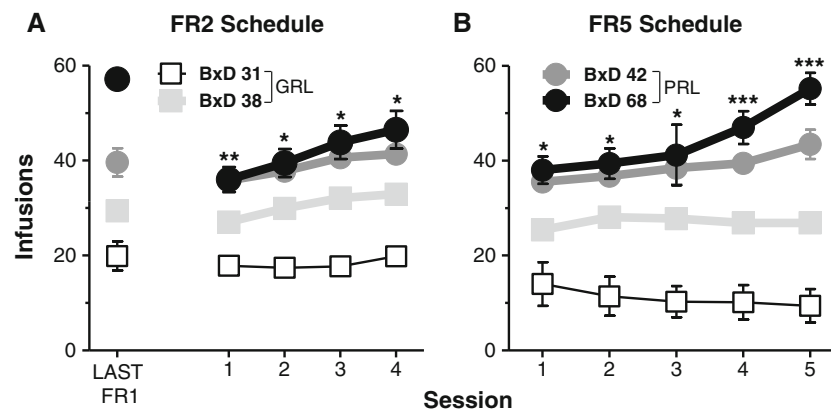 A FR2 Schedule
60
40
20
0
Infusions
BxD 31
BxD 38
GRL
** * * *
LAST
FR1
1 2 3 4
B FR5 Schedule
60
40
20
0
BxD 42
BxD 68
PRL
* * * *** ***
1 2 3 4 5
Session